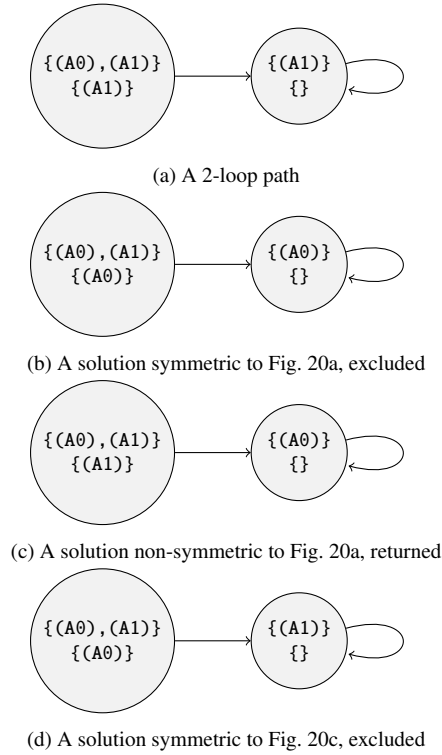 {(A0),(A1)}
{(A1)}
{(A1)}
{}
(a) A 2-loop path
{(A0),(A1)}
{(A0)}
{(A0)}
{}
(b) A solution symmetric to Fig. 20a, excluded
{(A0),(A1)}
{(A1)}
{(A0)}
{}
(c) A solution non-symmetric to Fig. 20a, returned
{(A0),(A1)}
{(A0)}
{(A1)}
{}
(d) A solution symmetric to Fig. 20c, excluded